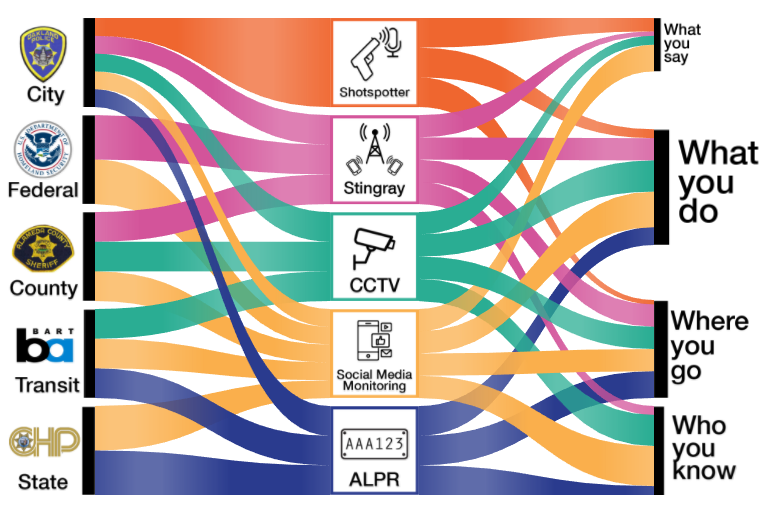 OAKLAND
POLICE
City
U.S. DEPARTMENT OF
HOMELAND SECURITY
Federal
ALAMEDA COUNTY
SHERIFF
County
BART
ba
Transit
CHP
State
Shotspotter
Stingray
CCTV
Social Media
Monitoring
AAA123
ALPR
What
you
say
What
you
do
Where
you
go
Who
you
know